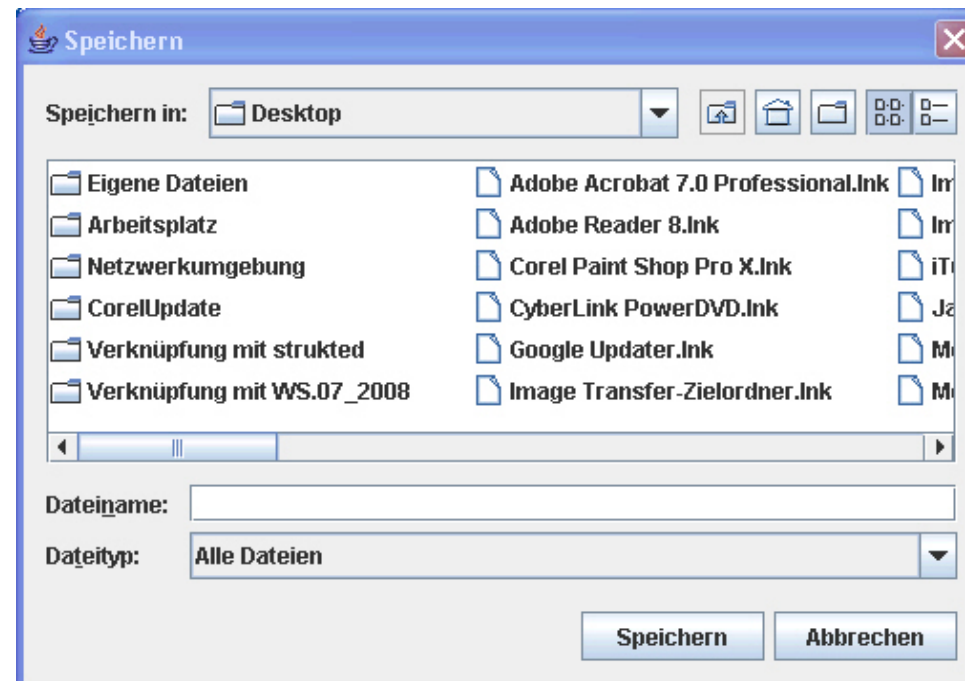 Speichern
Speichern in: Desktop
Eigene Dateien Adobe Acrobat 7.0 Professional.lnk
Arbeitsplatz Adobe Reader 8.lnk
Netzwerkumgebung Corel Paint Shop Pro X.lnk
CorelUpdate CyberLink PowerDVD.lnk
Verknüpfung mit strukted Google Updater.lnk
Verknüpfung mit WS.07_2008 Image Transfer-Zielordner.lnk
Dateiname:
Dateityp: Alle Dateien
Speichern Abbrechen